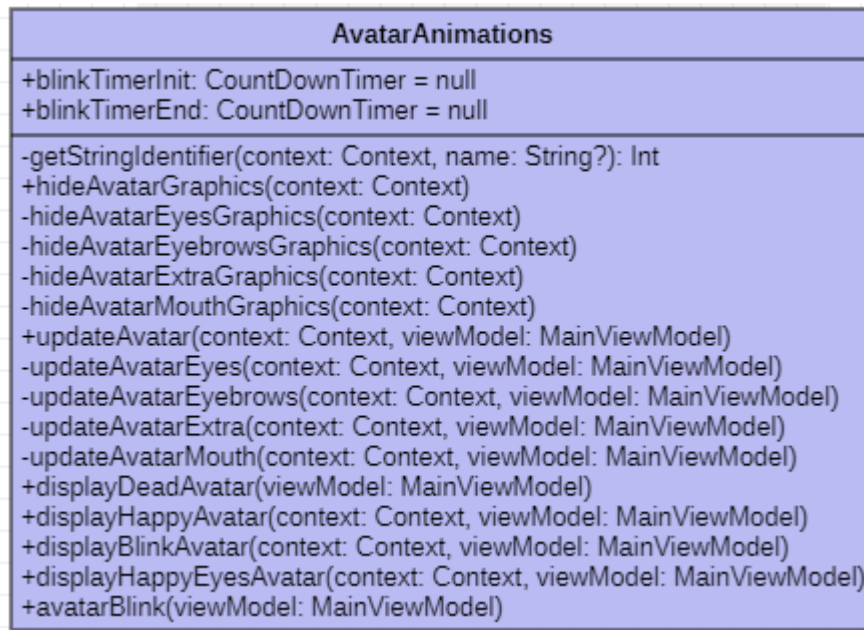 AvatarAnimations
+blinkTimerInit: CountDownTimer = null
+blinkTimerEnd: CountDownTimer = null
-getStringIdentifier(context: Context, name: String?): Int
+hideAvatarGraphics(context: Context)
-hideAvatarEyesGraphics(context: Context)
-hideAvatarEyebrowsGraphics(context: Context)
-hideAvatarExtraGraphics(context: Context)
-hideAvatarMouthGraphics(context: Context)
+updateAvatar(context: Context, viewModel: MainViewModel)
-updateAvatarEyes(context: Context, viewModel: MainViewModel)
-updateAvatarEyebrows(context: Context, viewModel: MainViewModel)
-updateAvatarExtra(context: Context, viewModel: MainViewModel)
-updateAvatarMouth(context: Context, viewModel: MainViewModel)
+displayDeadAvatar(viewModel: MainViewModel)
+displayHappyAvatar(context: Context, viewModel: MainViewModel)
+displayBlinkAvatar(context: Context, viewModel: MainViewModel)
+displayHappyEyesAvatar(context: Context, viewModel: MainViewModel)
+avatarBlink(viewModel: MainViewModel)